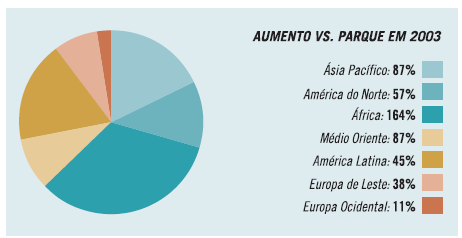 AUMENTO VS. PARQUE EM 2003
Ásia Pacífico: 87%
América do Norte: 57%
África: 164%
Médio Oriente: 87%
América Latina: 45%
Europa de Leste: 38%
Europa Ocidental: 11%